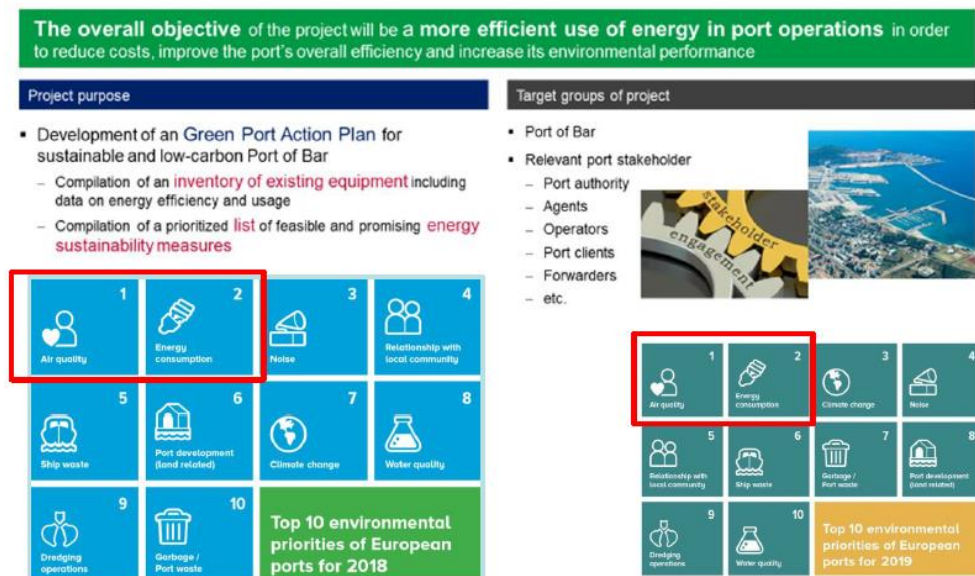 The overall objective of the project will be a more efficient use of energy in port operations in order
to reduce costs, improve the port's overall efficiency and increase its environmental performance
Project purpose
▪ Development of an Green Port Action Plan for
sustainable and low-carbon Port of Bar
– Compilation of an inventory of existing equipment including
data on energy efficiency and usage
– Compilation of a prioritized list of feasible and promising energy
sustainability measures
Target groups of project
▪ Port of Bar
▪ Relevant port stakeholder
– Port authority
– Agents
– Operators
– Port clients
– Forwarders
– etc.
stakeholder
engagement
1
Air quality
2
Energy
consumption
3
Noise
4
Relationship with
local community
5
Ship waste
6
Port development
(land related)
7
Climate change
8
Water quality
9
Dredging
operations
10
Garbage /
Port waste
Top 10 environmental
priorities of European
ports for 2018
1
Air quality
2
Energy
consumption
3
Climate change
4
Noise
5
Relationship with
local community
6
Ship waste
7
Garbage /
Port waste
8
Port development
(land related)
9
Dredging
operations
10
Water quality
Top 10 environmental
priorities of European
ports for 2019